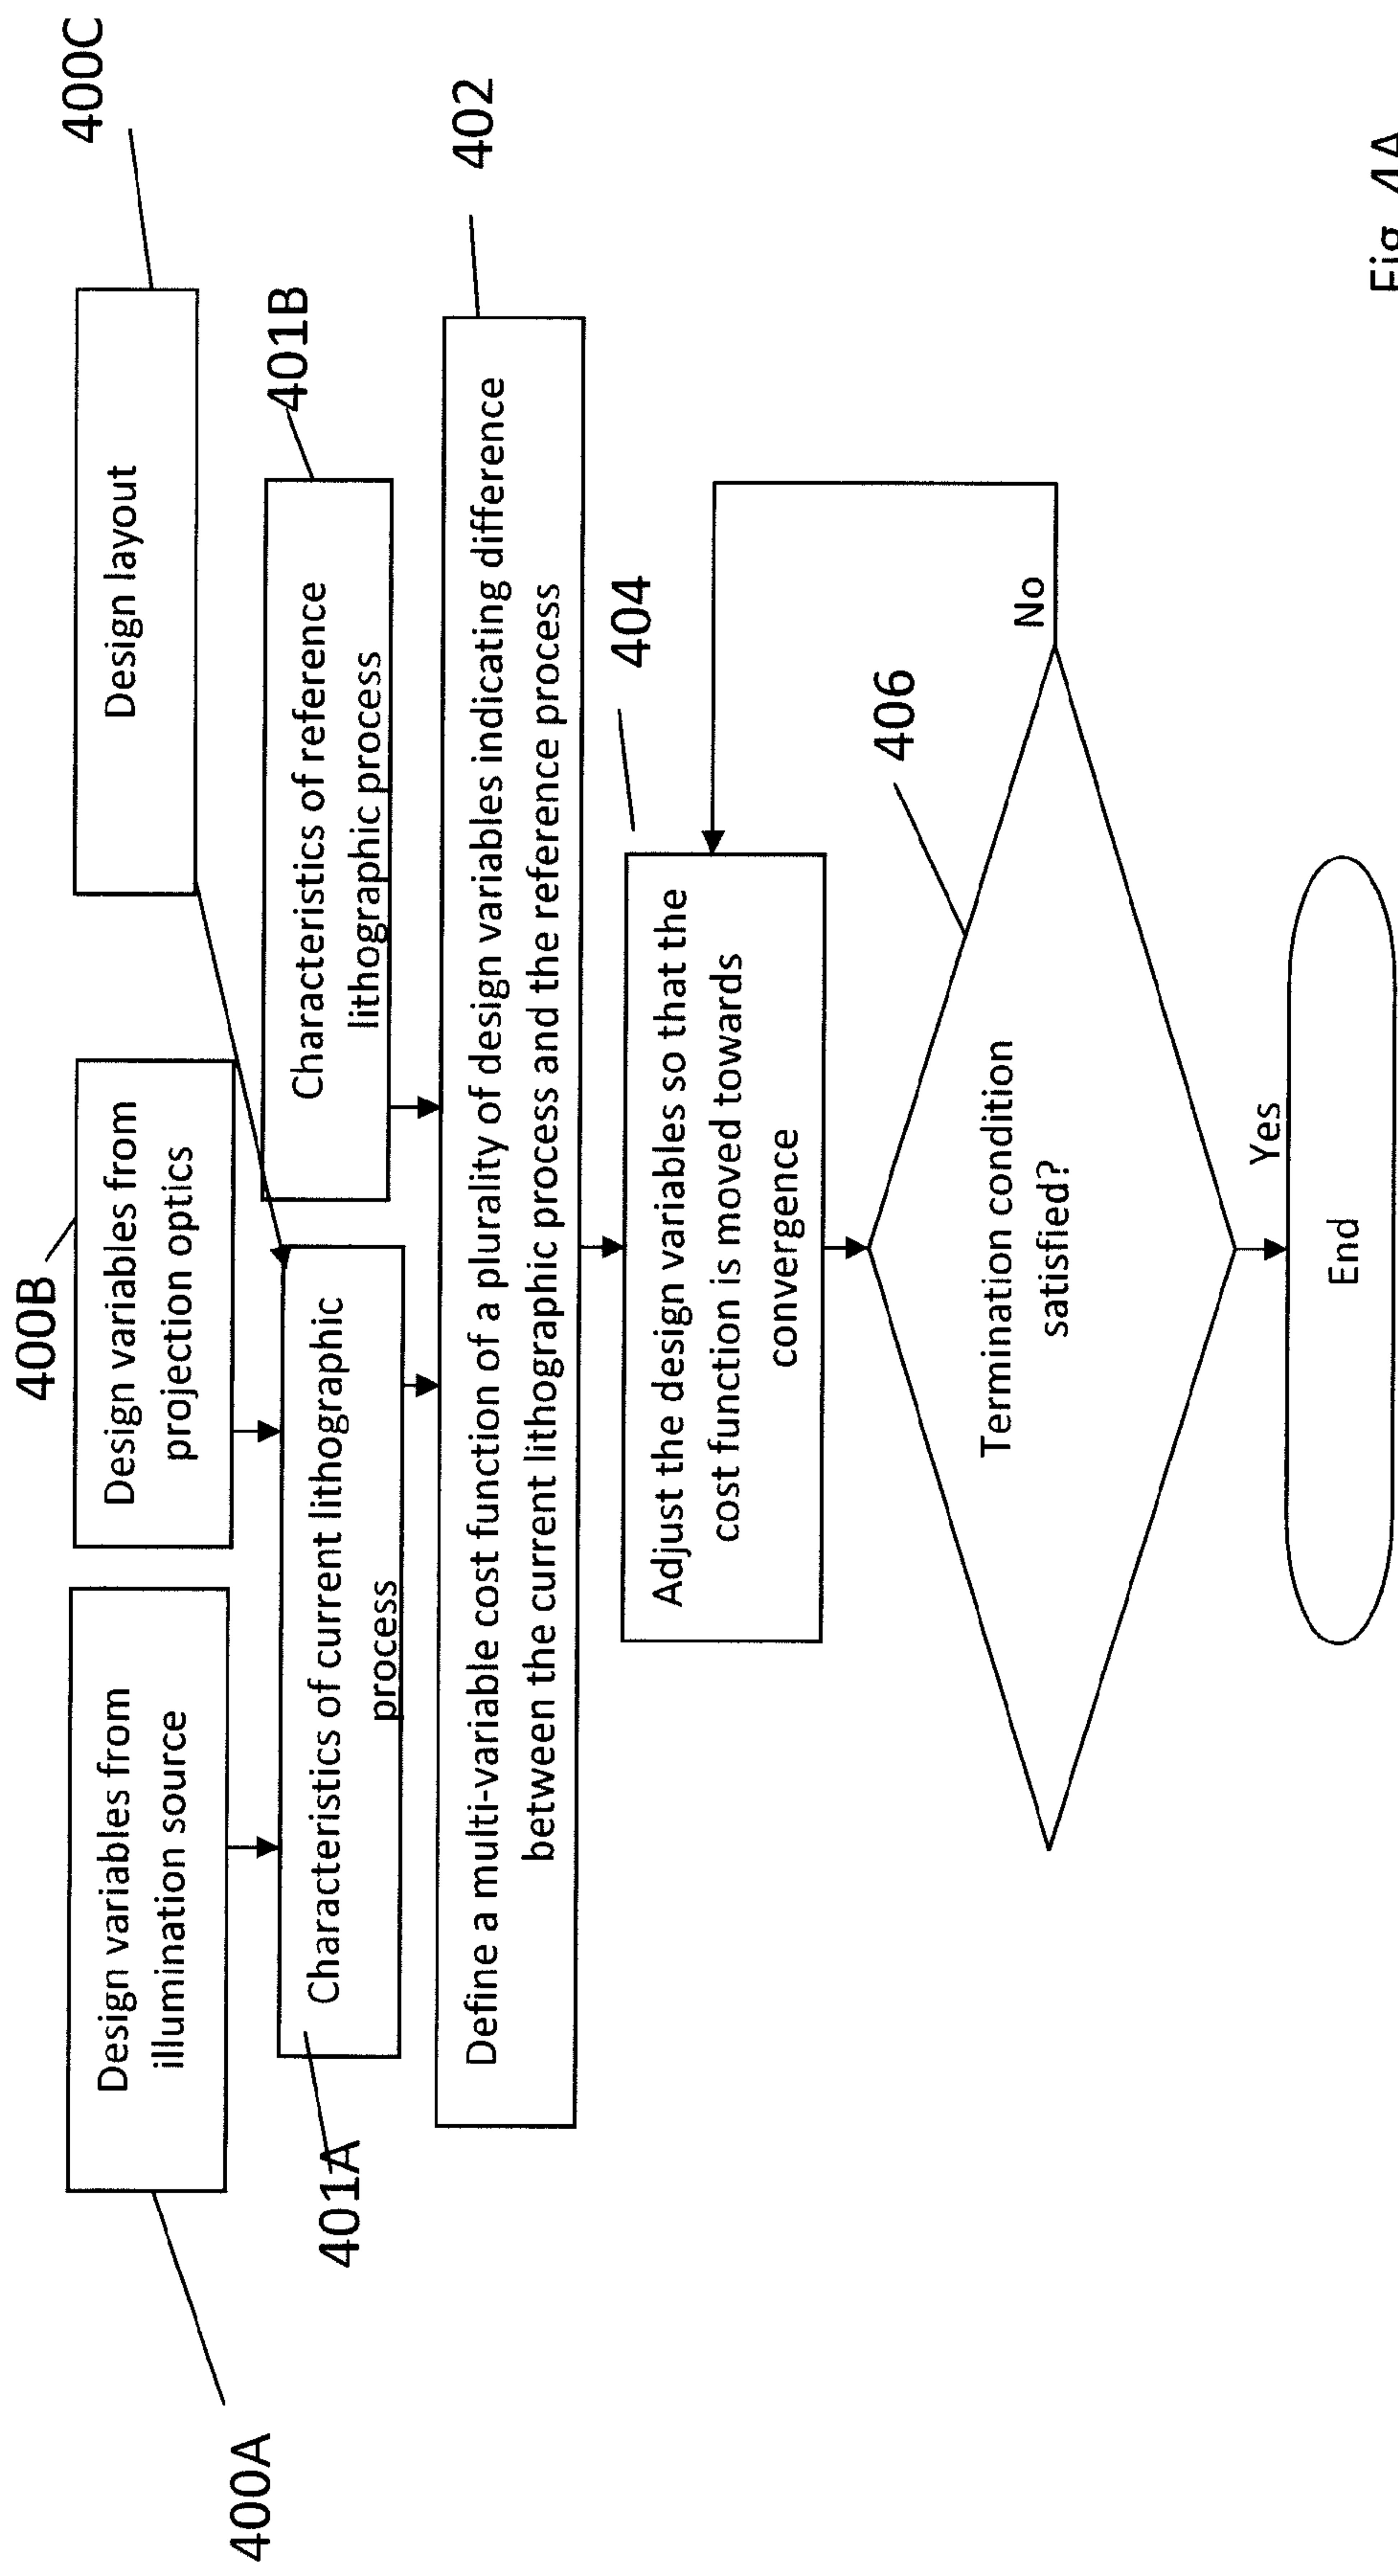 400A
400B
400C
Design variables from
illumination source
Design variables from
projection optics
Design layout
401A
Characteristics of current lithographic
process
401B
Characteristics of reference
lithographic process
402
Define a multi-variable cost function of a plurality of design variables indicating difference
between the current lithographic process and the reference process
404
Adjust the design variables so that the
cost function is moved towards
convergence
406
Termination condition
satisfied?
No
Yes
End
Fig. 4A